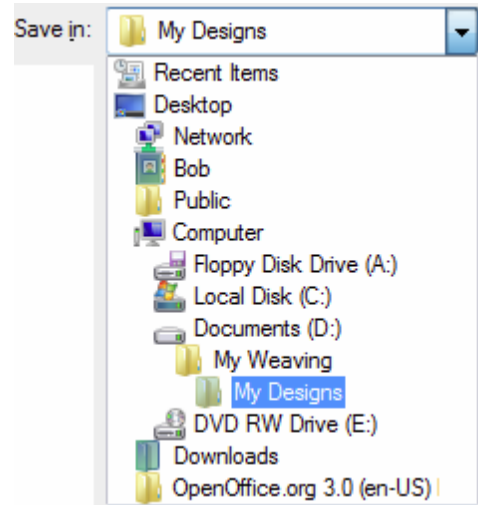 Save in: My Designs
Recent Items
Desktop
Network
Bob
Public
Computer
Floppy Disk Drive (A:)
Local Disk (C:)
Documents (D:)
My Weaving
My Designs
DVD RW Drive (E:)
Downloads
OpenOffice.org 3.0 (en-US)